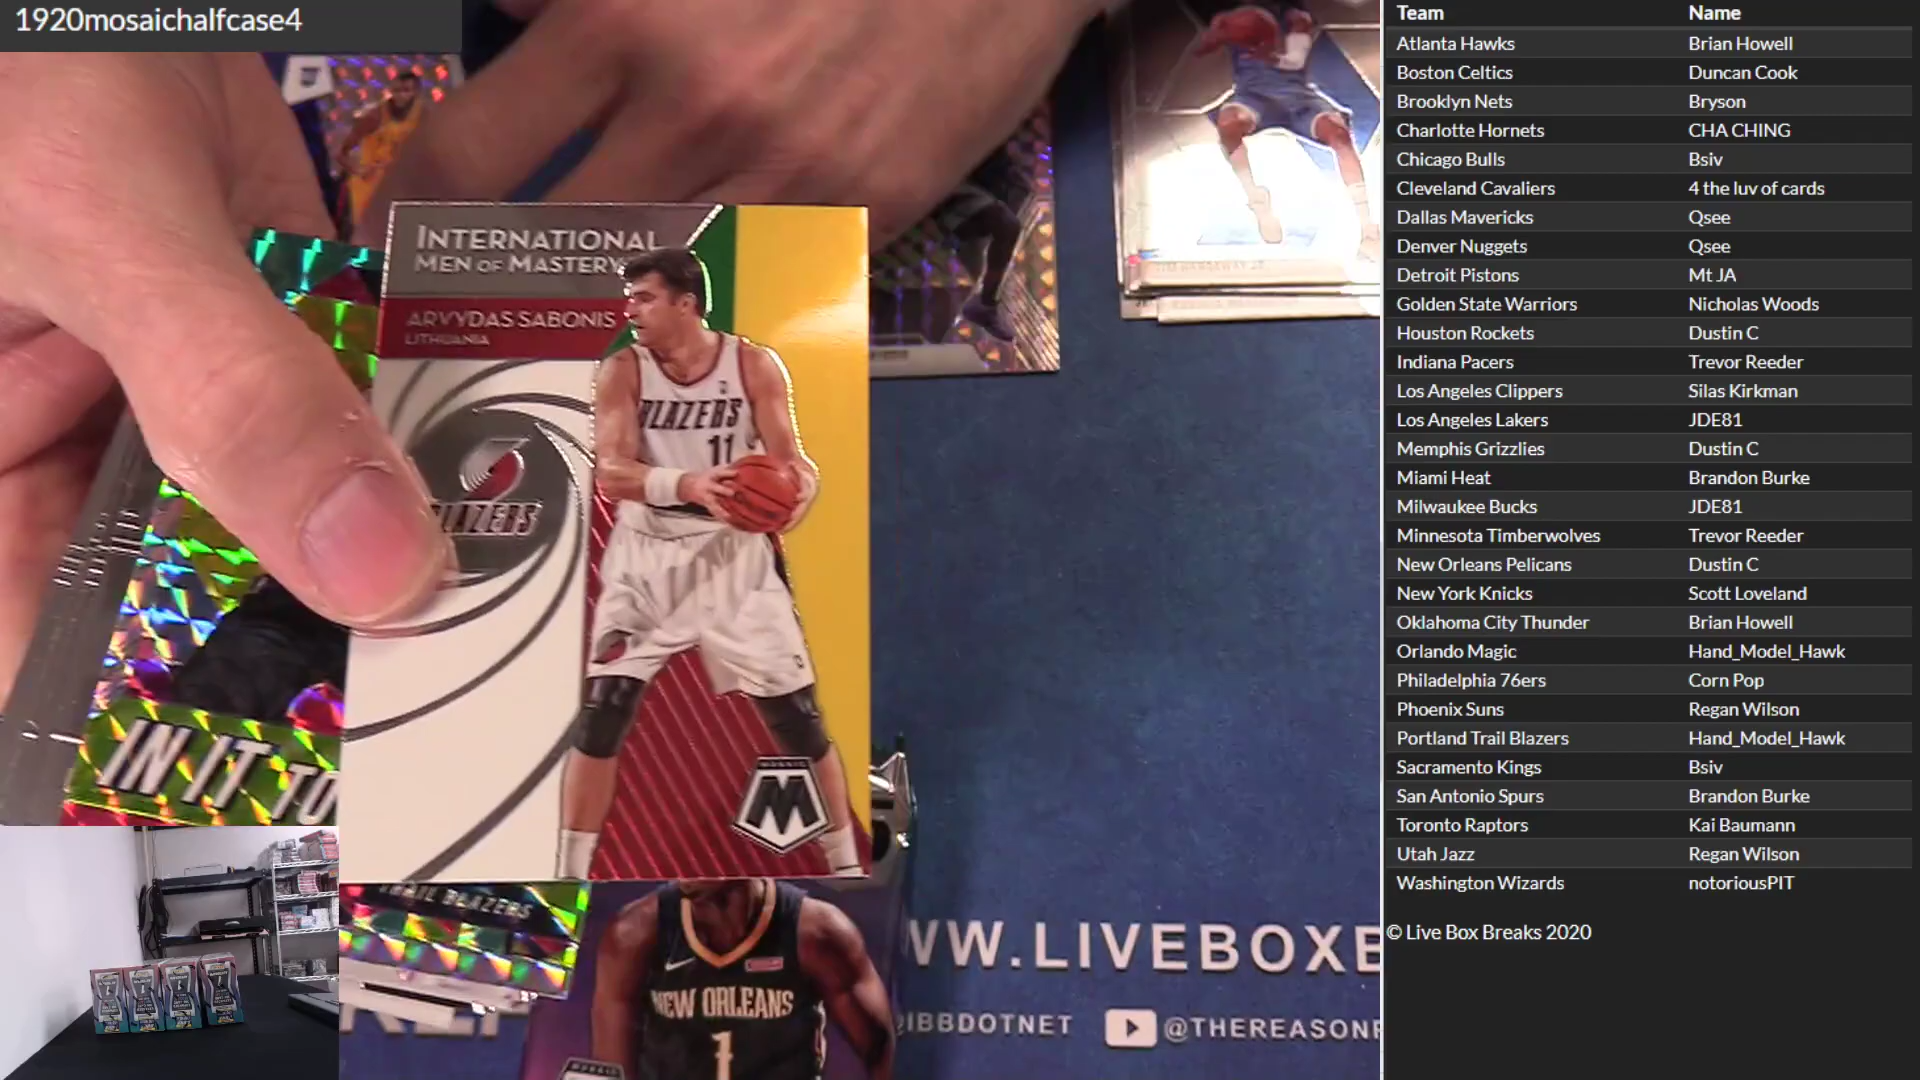 1920mosaichalfcase4
INTERNATIONAL
MEN OF MASTERY
ARVYDAS SABONIS
LITHUANIA
BLAZERS
11
BLAZERS
MOSAIC
M
IN IT TO
TRAIL BLAZERS
NEW ORLEANS
1
WW.LIVEBOXB
IBBDOTNET
@THEREASONF
Team Name
Atlanta Hawks Brian Howell
Boston Celtics Duncan Cook
Brooklyn Nets Bryson
Charlotte Hornets CHA CHING
Chicago Bulls Bsiv
Cleveland Cavaliers 4 the luv of cards
Dallas Mavericks Qsee
Denver Nuggets Qsee
Detroit Pistons Mt JA
Golden State Warriors Nicholas Woods
Houston Rockets Dustin C
Indiana Pacers Trevor Reeder
Los Angeles Clippers Silas Kirkman
Los Angeles Lakers JDE81
Memphis Grizzlies Dustin C
Miami Heat Brandon Burke
Milwaukee Bucks JDE81
Minnesota Timberwolves Trevor Reeder
New Orleans Pelicans Dustin C
New York Knicks Scott Loveland
Oklahoma City Thunder Brian Howell
Orlando Magic Hand_Model_Hawk
Philadelphia 76ers Corn Pop
Phoenix Suns Regan Wilson
Portland Trail Blazers Hand_Model_Hawk
Sacramento Kings Bsiv
San Antonio Spurs Brandon Burke
Toronto Raptors Kai Baumann
Utah Jazz Regan Wilson
Washington Wizards notoriousPIT
© Live Box Breaks 2020